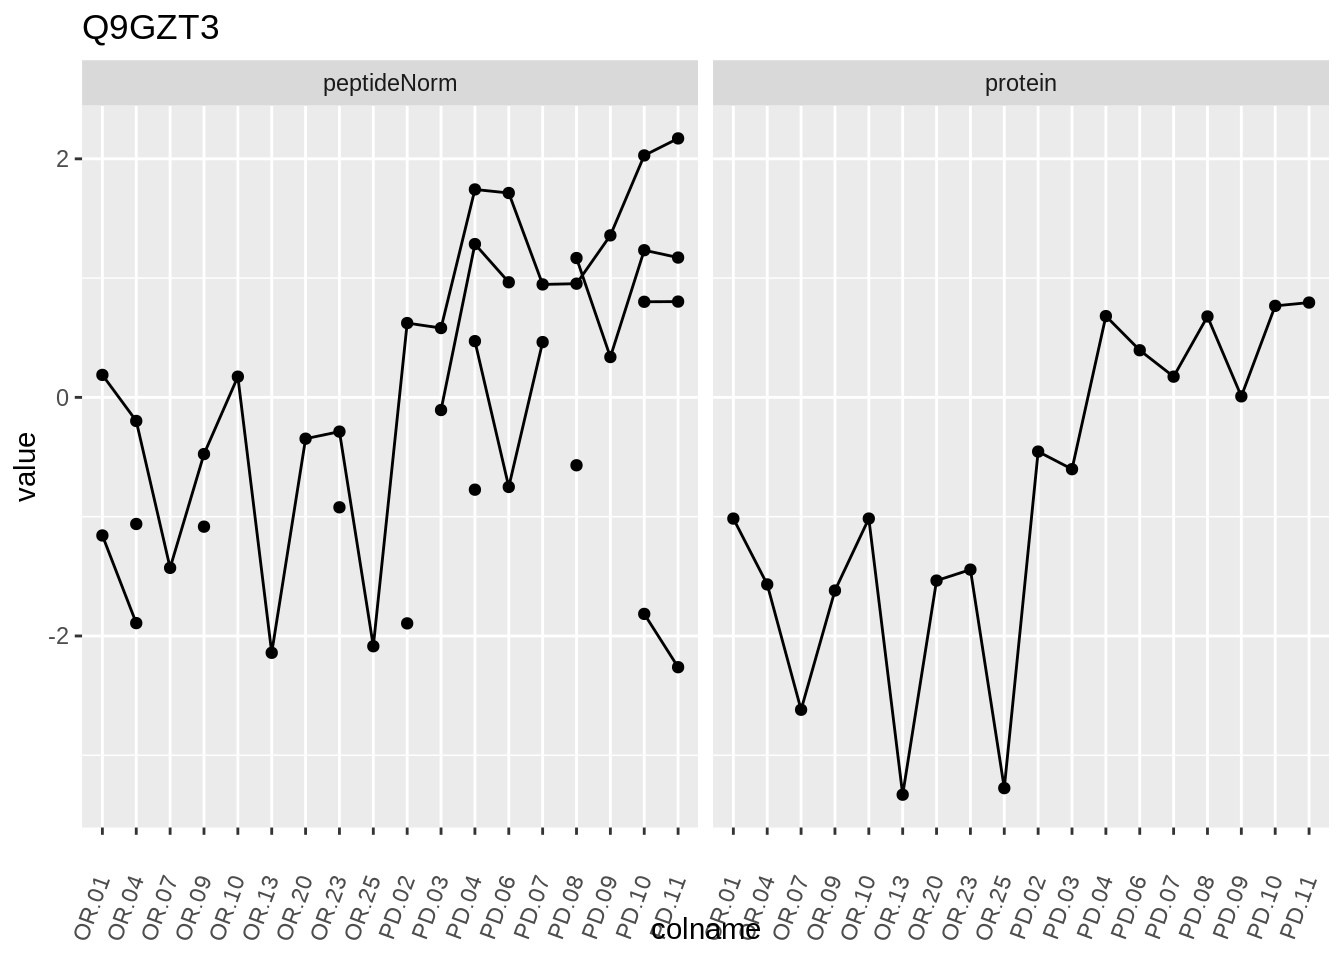 Q9GZT3
peptideNorm protein
value
2
0
-2
OR.01 OR.04 OR.07 OR.09 OR.10 OR.13 OR.20 OR.23 OR.25 PD.02 PD.03 PD.04 PD.06 PD.07 PD.08 PD.09 PD.10 PD.11 OR.01 OR.04 OR.07 OR.09 OR.10 OR.13 OR.20 OR.23 OR.25 PD.02 PD.03 PD.04 PD.06 PD.07 PD.08 PD.09 PD.10 PD.11
colname